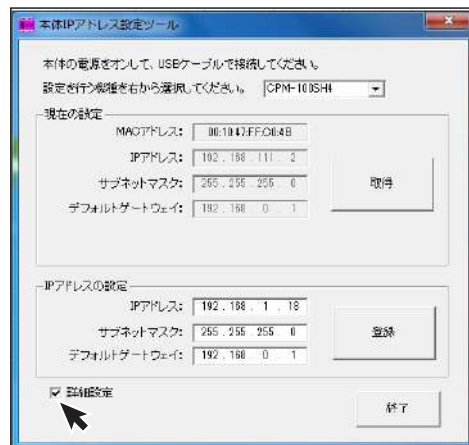 本体IPアドレス設定ツール
本体の電源をオンして、USBケーブルで接続してください。
設定を行う機種を右から選択してください。 CPM-100SH4
現在の設定
MACアドレス: 00:10:47:FF:C0:4B
IPアドレス: 192 . 168 . 111 . 2
サブネットマスク: 255 . 255 . 255 . 0
デフォルトゲートウェイ: 192 . 168 . 0 . 1
取得
IPアドレスの設定
IPアドレス: 192 . 168 . 1 . 18
サブネットマスク: 255 . 255 . 255 . 0
デフォルトゲートウェイ: 192 . 168 . 0 . 1
登録
詳細設定
終了